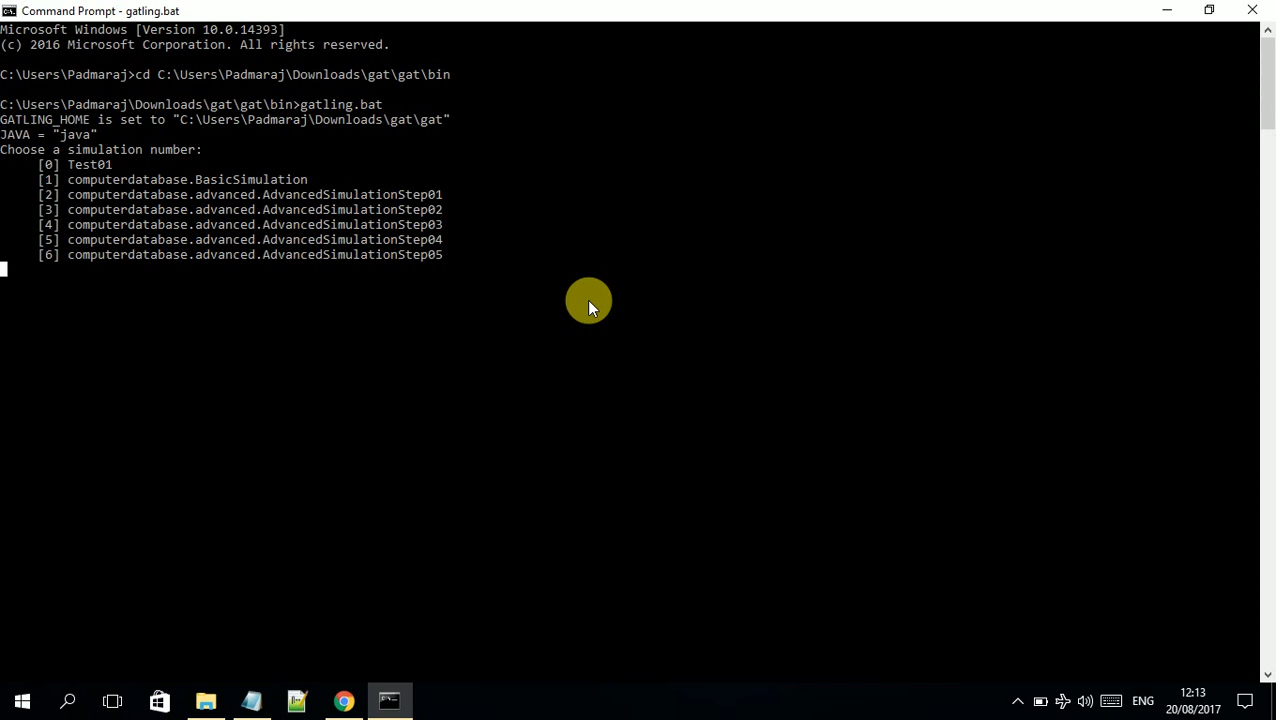 Command Prompt - gatling.bat
Microsoft Windows [Version 10.0.14393]
(c) 2016 Microsoft Corporation. All rights reserved.
C:\Users\Padmaraj>cd C:\Users\Padmaraj\Downloads\gat\gat\bin
C:\Users\Padmaraj\Downloads\gat\gat\bin>gatling.bat
GATLING_HOME is set to "C:\Users\Padmaraj\Downloads\gat\gat"
JAVA = "java"
Choose a simulation number:
[0] Test01
[1] computerdatabase.BasicSimulation
[2] computerdatabase.advanced.AdvancedSimulationStep01
[3] computerdatabase.advanced.AdvancedSimulationStep02
[4] computerdatabase.advanced.AdvancedSimulationStep03
[5] computerdatabase.advanced.AdvancedSimulationStep04
[6] computerdatabase.advanced.AdvancedSimulationStep05
ENG
12:13
20/08/2017